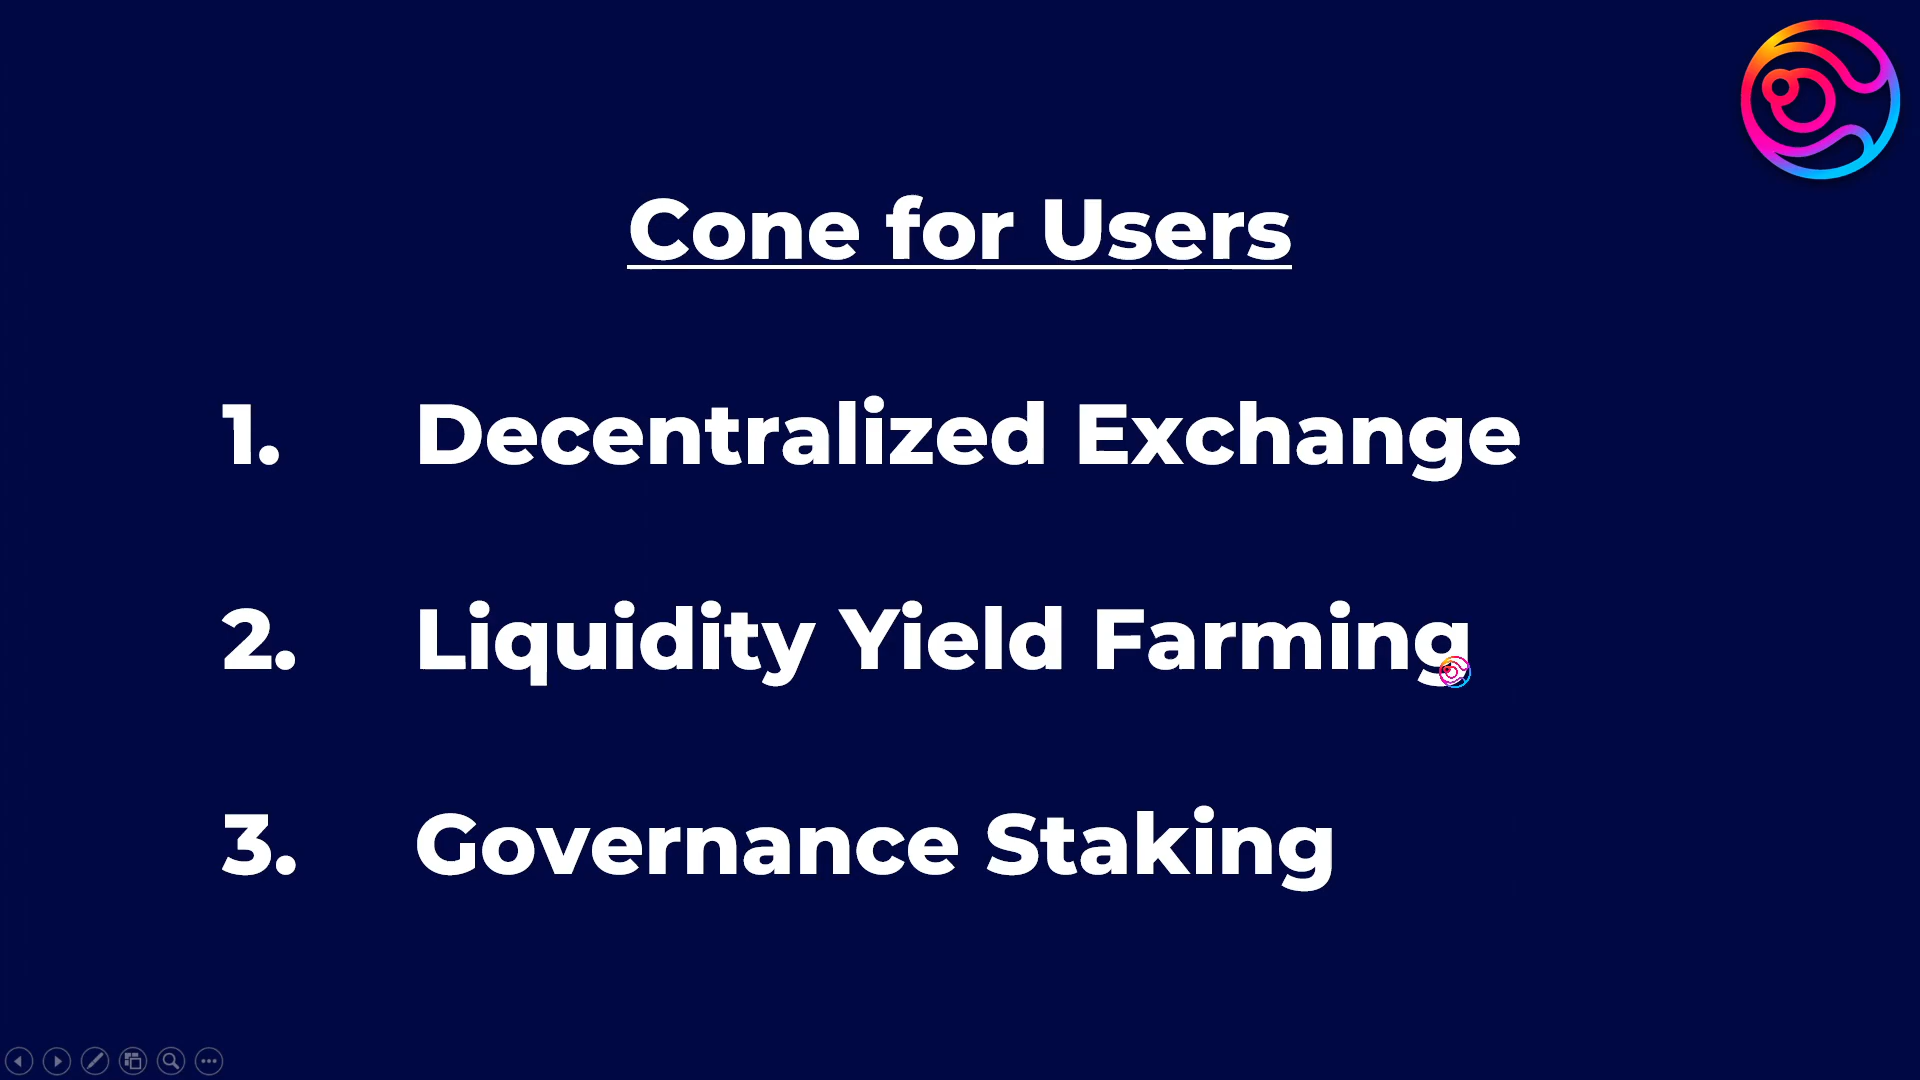 Cone for Users
1. Decentralized Exchange
2. Liquidity Yield Farming
3. Governance Staking